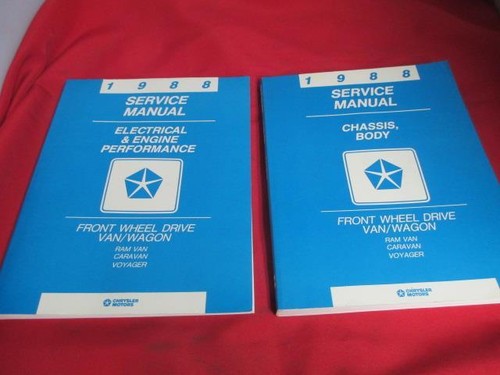 1988
SERVICE
MANUAL
ELECTRICAL
& ENGINE
PERFORMANCE
FRONT WHEEL DRIVE
VAN/WAGON
RAM VAN
CARAVAN
VOYAGER
CHRYSLER
MOTORS
1988
SERVICE
MANUAL
CHASSIS,
BODY
FRONT WHEEL DRIVE
VAN/WAGON
RAM VAN
CARAVAN
VOYAGER
CHRYSLER
MOTORS